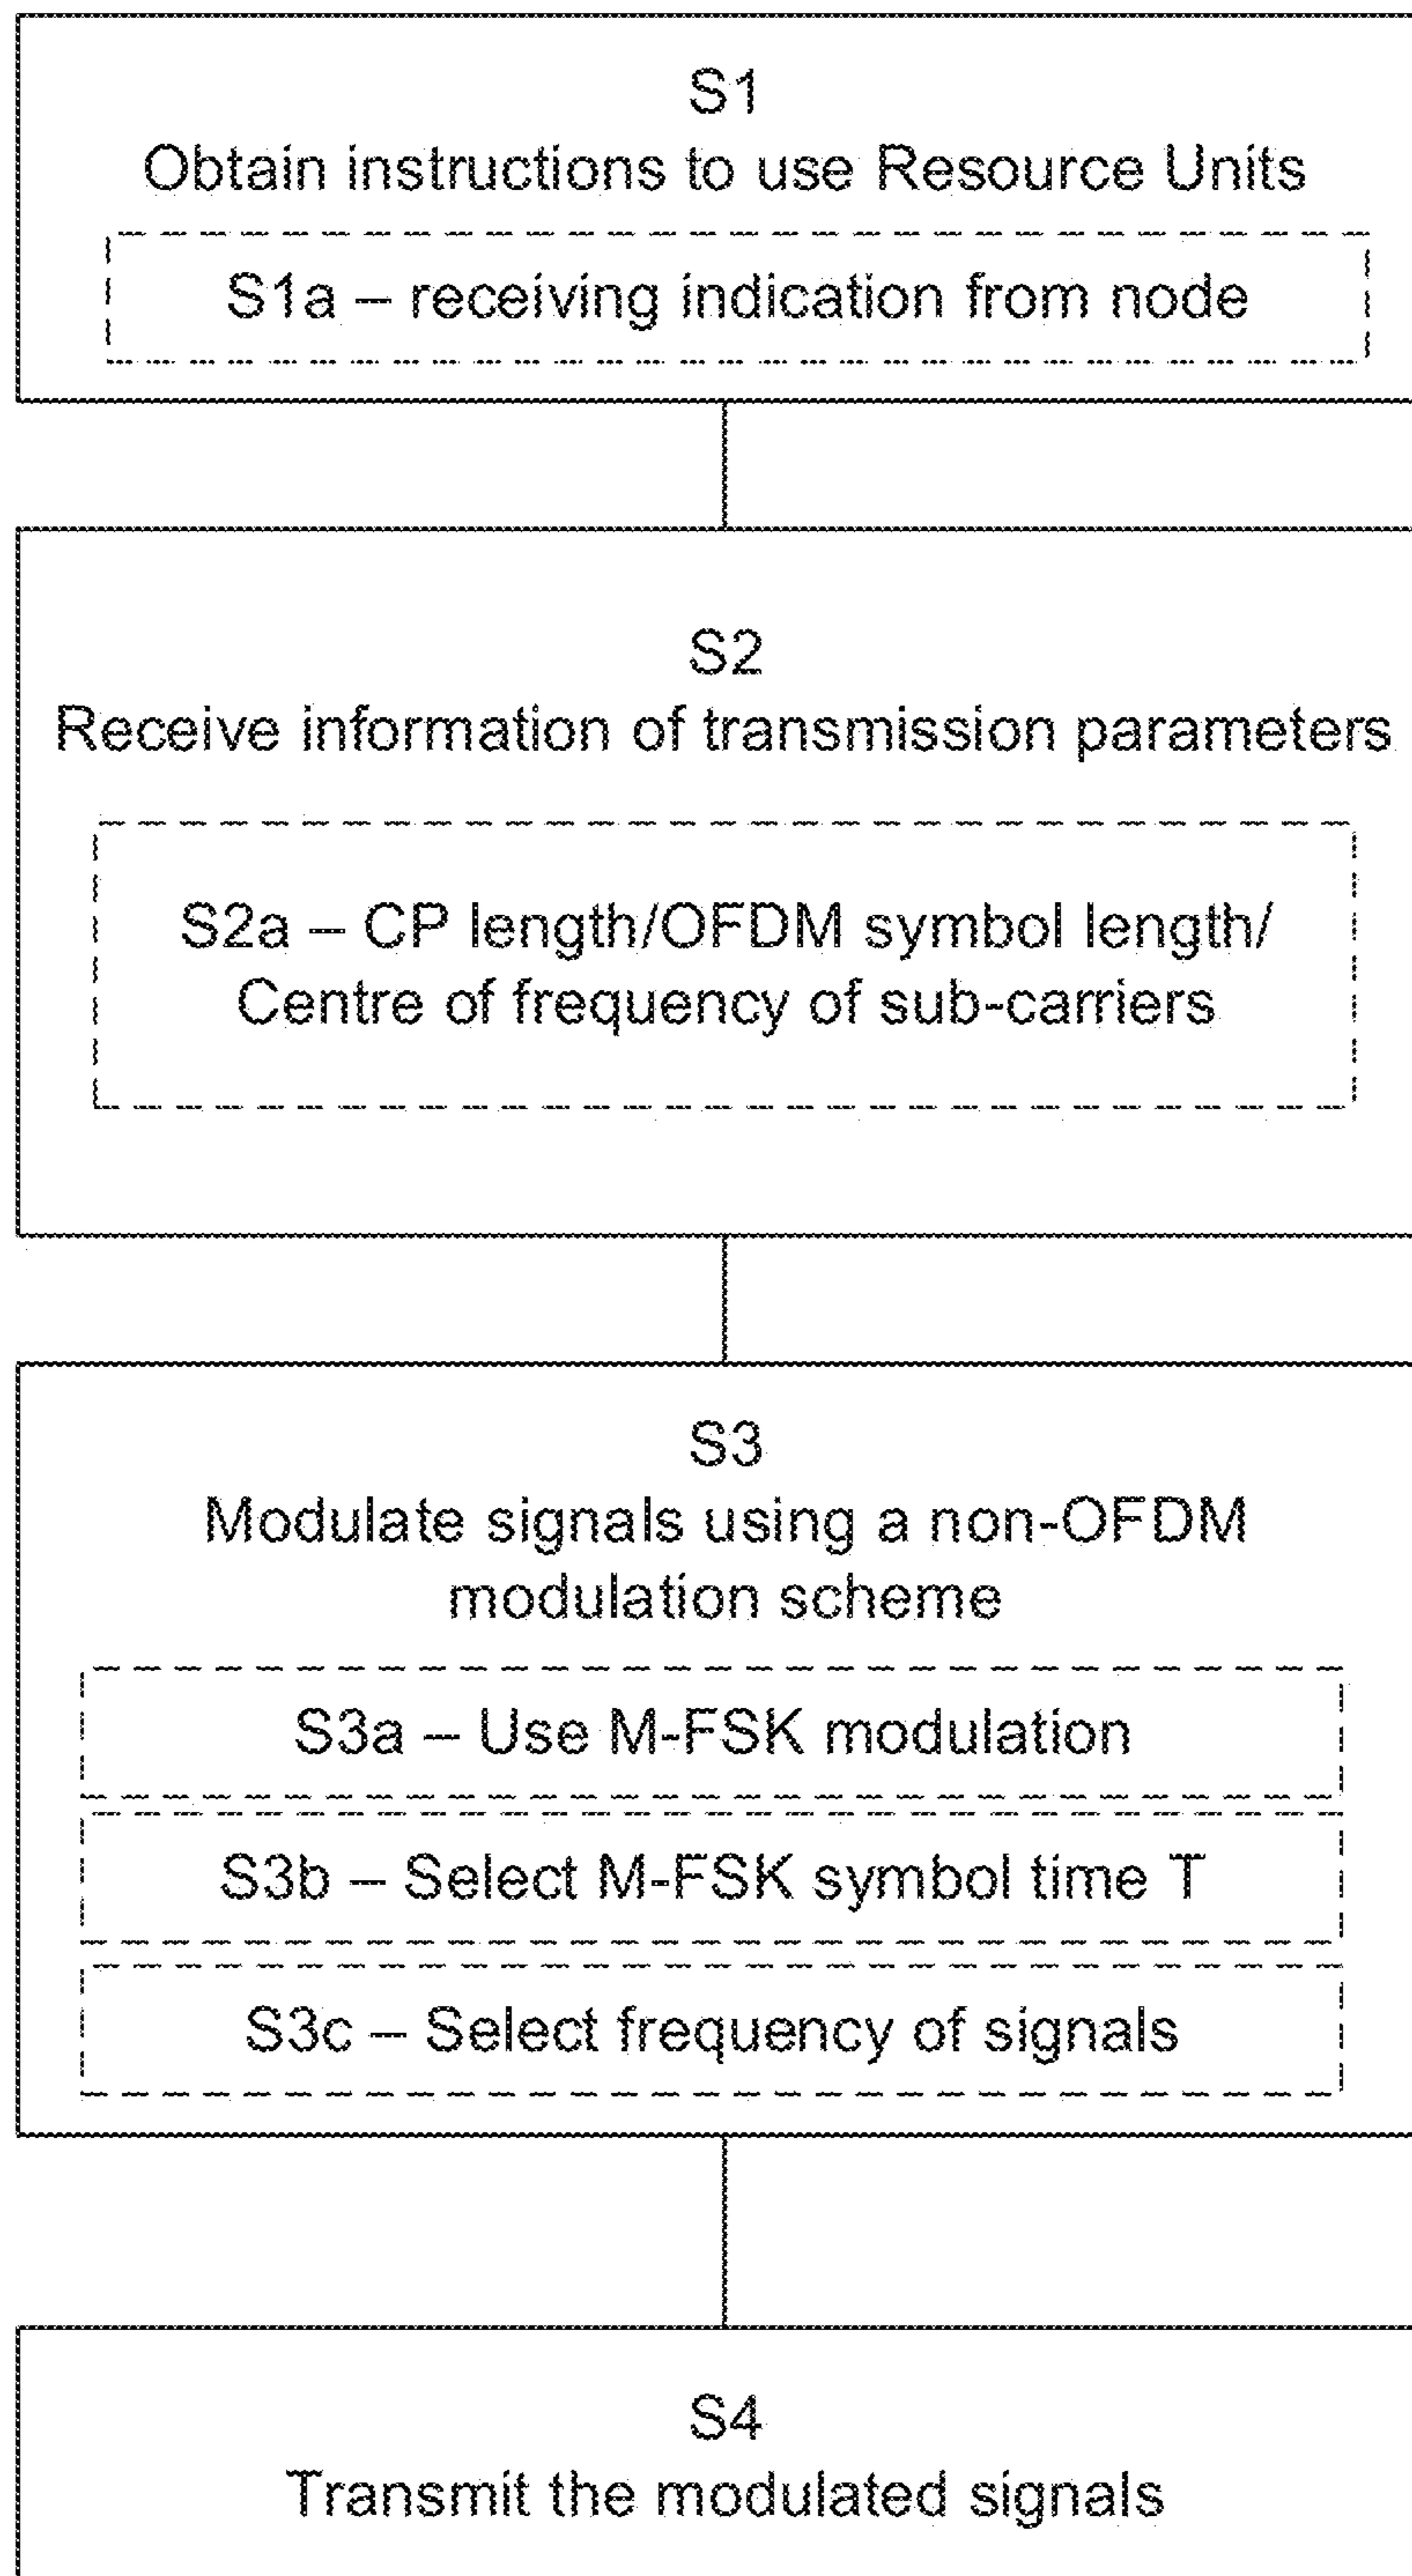 S1
Obtain instructions to use Resource Units
S1a – receiving indication from node
S2
Receive information of transmission parameters
S2a – CP length/OFDM symbol length/
Centre of frequency of sub-carriers
S3
Modulate signals using a non-OFDM
modulation scheme
S3a – Use M-FSK modulation
S3b – Select M-FSK symbol time T
S3c – Select frequency of signals
S4
Transmit the modulated signals